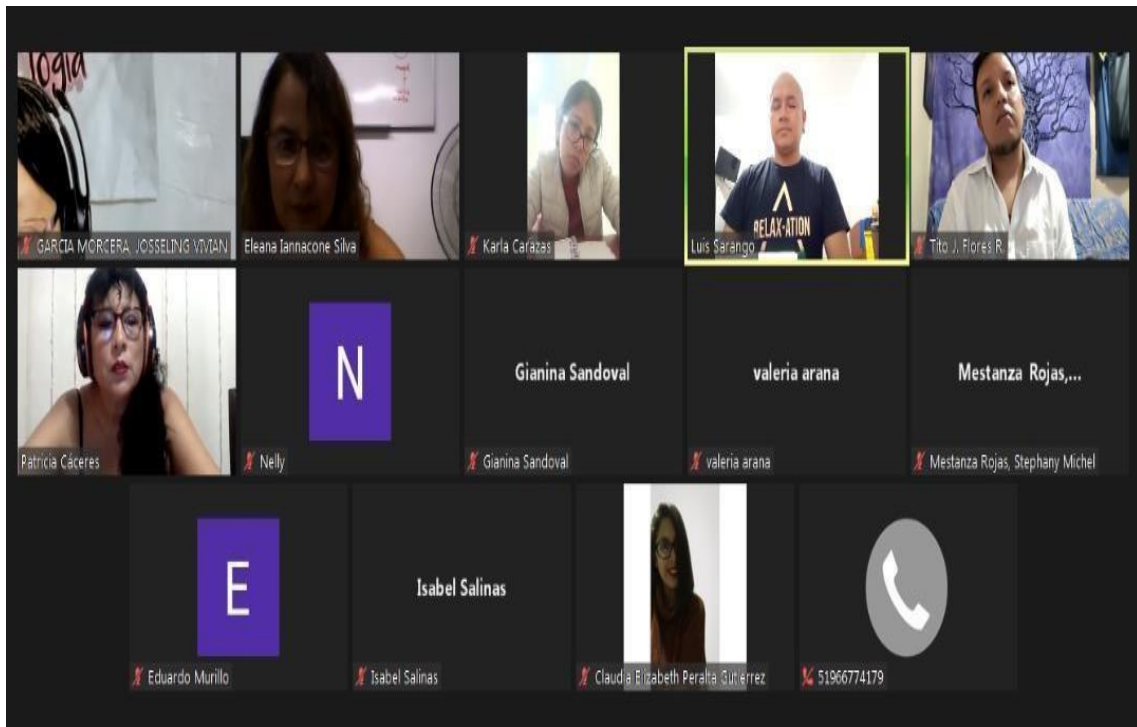 logia
GARCIA MORCERA, JOSSELING VIVIAN
Eleana Iannacone Silva
Karla Carazas
RELAX-ATION
Luis Sarango
Tito J. Flores R.
Patricia Cáceres
N
Nelly
Gianina Sandoval
Gianina Sandoval
valeria arana
valeria arana
Mestanza Rojas,...
Mestanza Rojas, Stephany Michel
E
Eduardo Murillo
Isabel Salinas
Isabel Salinas
Claudia Elizabeth Peralta Gutierrez
51966774179